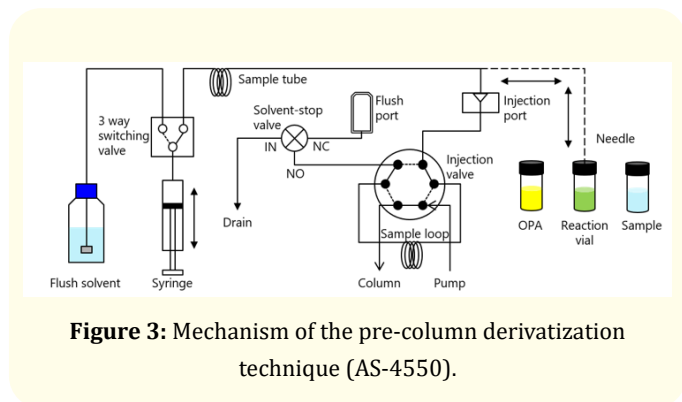 Sample tube
3 way
switching
valve
Solvent-stop
valve
IN
NC
NO
Flush
port
Injection
port
Needle
Injection
valve
Drain
Sample loop
OPA
Reaction
vial
Sample
Flush solvent
Syringe
Column
Pump
Figure 3: Mechanism of the pre-column derivatization
technique (AS-4550).